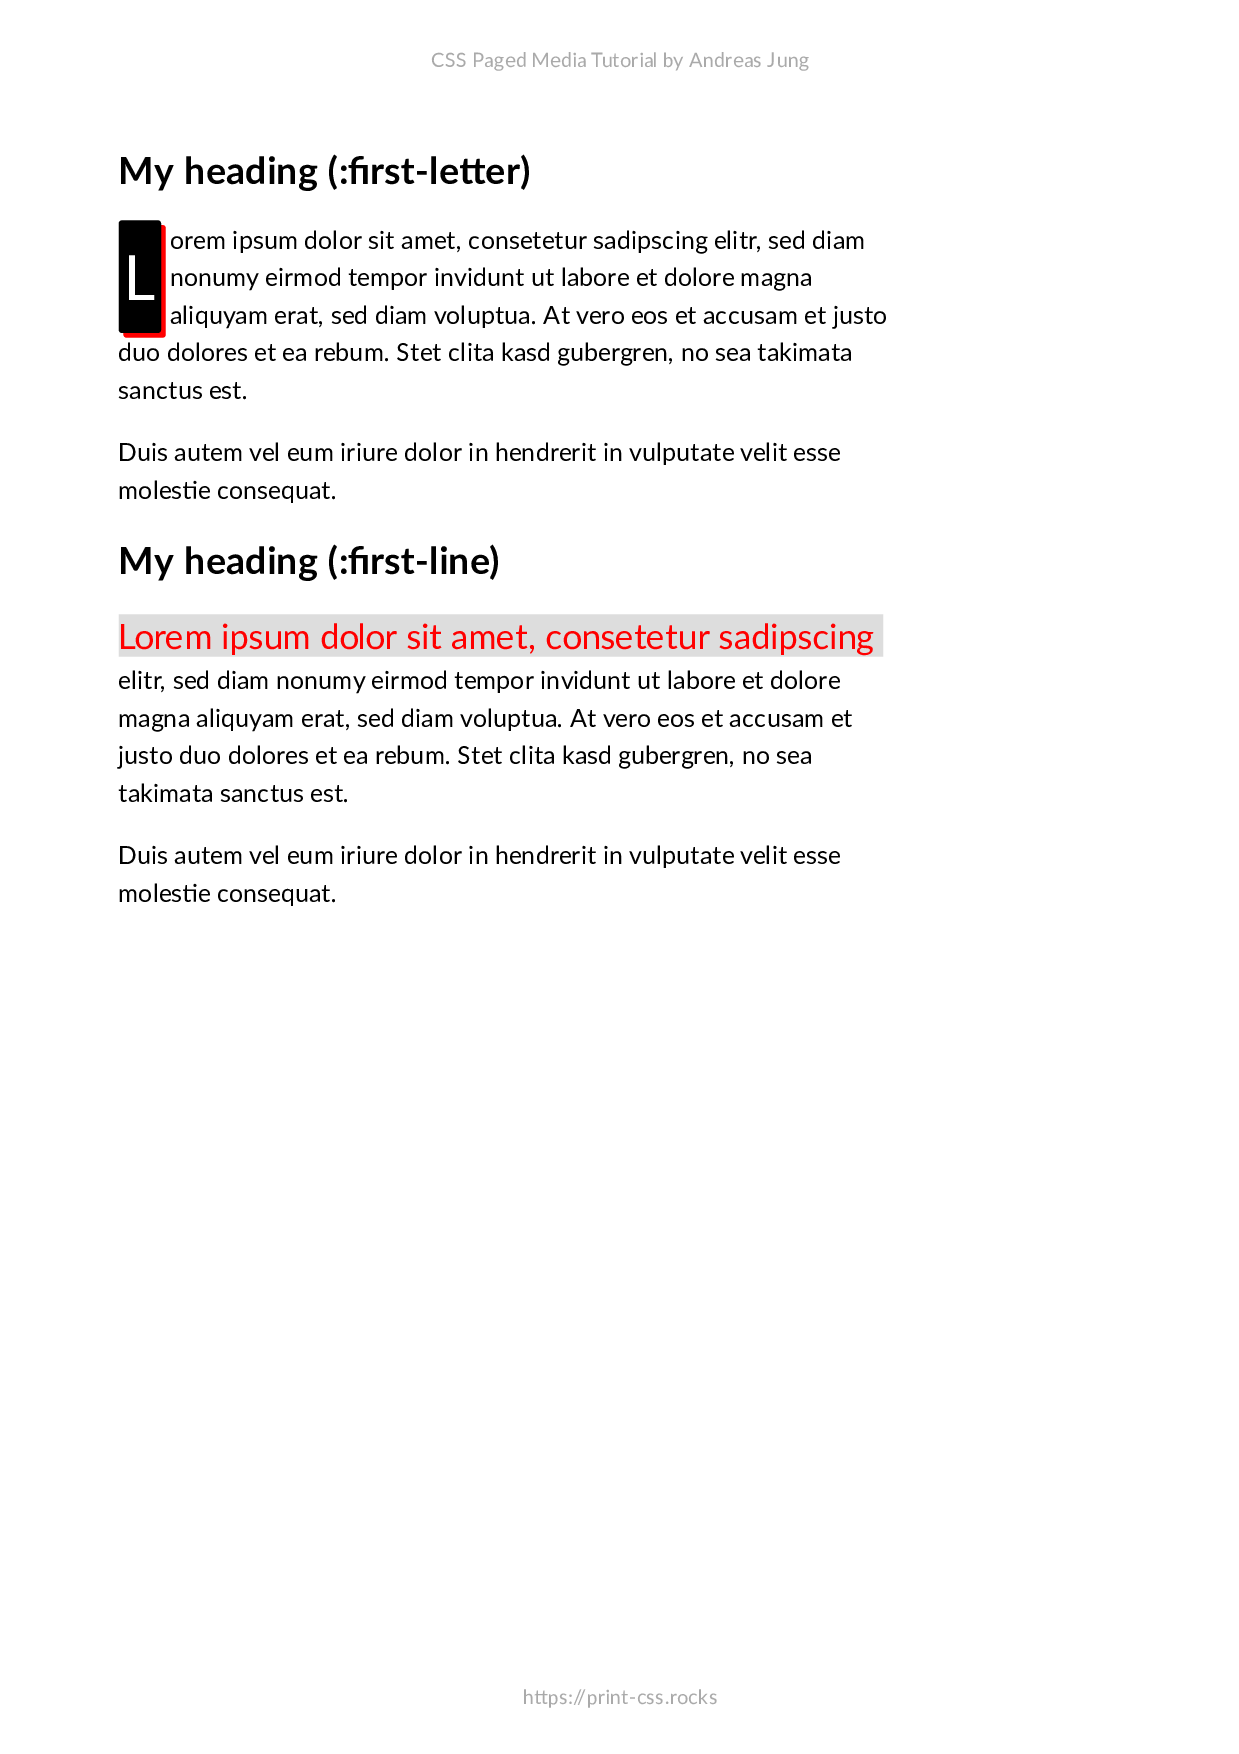 CSS Paged Media Tutorial by Andreas Jung
My heading (:first-letter)
Lorem ipsum dolor sit amet, consetetur sadipscing elitr, sed diam
nonumy eirmod tempor invidunt ut labore et dolore magna
aliquyam erat, sed diam voluptua. At vero eos et accusam et justo
duo dolores et ea rebum. Stet clita kasd gubergren, no sea takimata
sanctus est.
Duis autem vel eum iriure dolor in hendrerit in vulputate velit esse
molestie consequat.
My heading (:first-line)
Lorem ipsum dolor sit amet, consetetur sadipscing
elitr, sed diam nonumy eirmod tempor invidunt ut labore et dolore
magna aliquyam erat, sed diam voluptua. At vero eos et accusam et
justo duo dolores et ea rebum. Stet clita kasd gubergren, no sea
takimata sanctus est.
Duis autem vel eum iriure dolor in hendrerit in vulputate velit esse
molestie consequat.
https://print-css.rocks